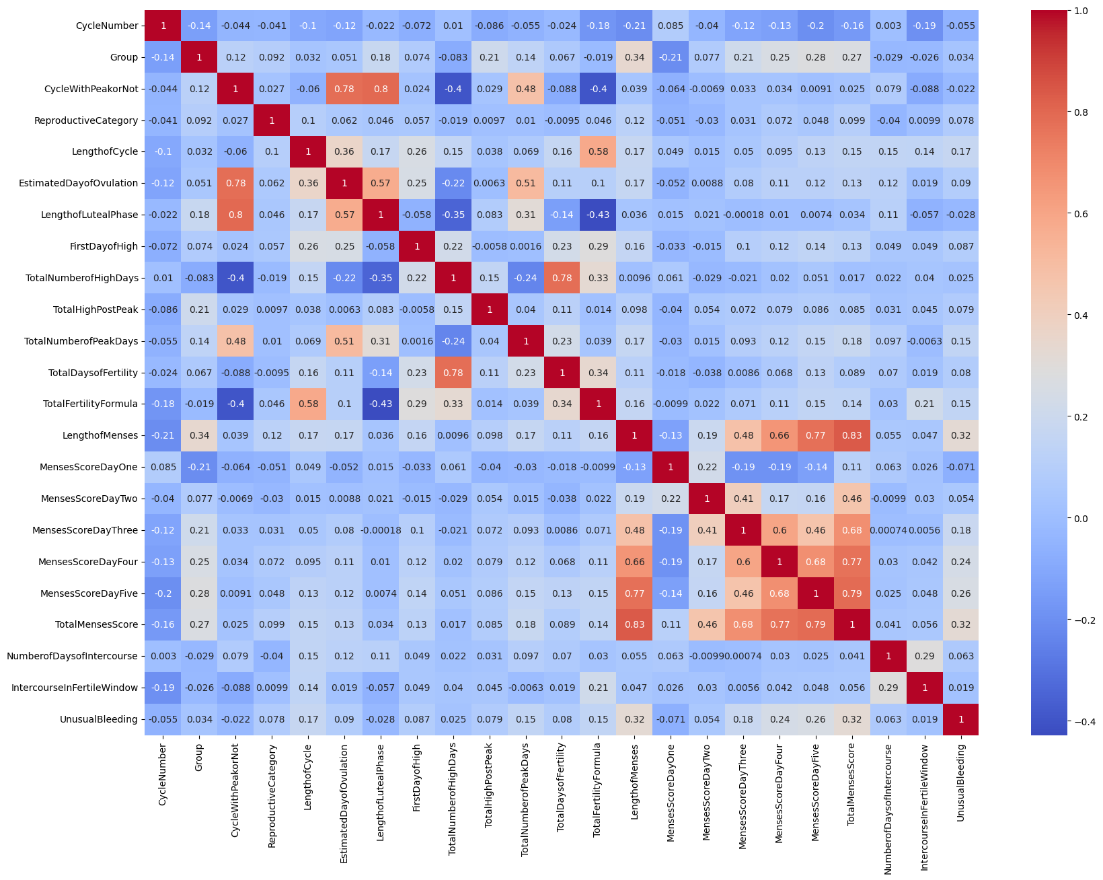 CycleNumber 1 -0.14 -0.044 -0.041 -0.1 -0.12 -0.022 -0.072 0.01 -0.086 -0.055 -0.024 -0.18 -0.21 0.085 -0.04 -0.12 -0.13 -0.2 -0.16 0.003 -0.19 -0.055
Group -0.14 1 0.12 0.092 0.032 0.051 0.18 0.074 -0.083 0.21 0.14 0.067 -0.019 0.34 -0.21 0.077 0.21 0.25 0.28 0.27 -0.029 -0.026 0.034
CycleWithPeakorNot -0.044 0.12 1 0.027 -0.06 0.78 0.8 0.024 -0.4 0.029 0.48 -0.088 -0.4 0.039 -0.064 -0.0069 0.033 0.034 0.0091 0.025 0.079 -0.088 -0.022
ReproductiveCategory -0.041 0.092 0.027 1 0.1 0.062 0.046 0.057 -0.019 0.0097 0.01 -0.0095 0.046 0.12 -0.051 -0.03 0.031 0.072 0.048 0.099 -0.04 0.0099 0.078
LengthofCycle -0.1 0.032 -0.06 0.1 1 0.36 0.17 0.26 0.15 0.038 0.069 0.16 0.58 0.17 0.049 0.015 0.05 0.095 0.13 0.15 0.15 0.14 0.17
EstimatedDayofOvulation -0.12 0.051 0.78 0.062 0.36 1 0.57 0.25 -0.22 0.0063 0.51 0.11 0.1 0.17 -0.052 0.0088 0.08 0.11 0.12 0.13 0.12 0.019 0.09
LengthofLutealPhase -0.022 0.18 0.8 0.046 0.17 0.57 1 -0.058 -0.35 0.083 0.31 -0.14 -0.43 0.036 0.015 0.021 -0.00018 0.01 0.0074 0.034 0.11 -0.057 -0.028
FirstDayofHigh -0.072 0.074 0.024 0.057 0.26 0.25 -0.058 1 0.22 -0.0058 0.0016 0.23 0.29 0.16 -0.033 -0.015 0.1 0.12 0.14 0.13 0.049 0.049 0.087
TotalNumberofHighDays 0.01 -0.083 -0.4 -0.019 0.15 -0.22 -0.35 0.22 1 0.15 -0.24 0.78 0.33 0.0096 0.061 -0.029 -0.021 0.02 0.051 0.017 0.022 0.04 0.025
TotalHighPostPeak -0.086 0.21 0.029 0.0097 0.038 0.0063 0.083 -0.0058 0.15 1 0.04 0.11 0.014 0.098 -0.04 0.054 0.072 0.079 0.086 0.085 0.031 0.045 0.079
TotalNumberofPeakDays -0.055 0.14 0.48 0.01 0.069 0.51 0.31 0.0016 -0.24 0.04 1 0.23 0.039 0.17 -0.03 0.015 0.093 0.12 0.15 0.18 0.097 -0.0063 0.15
TotalDaysofFertility -0.024 0.067 -0.088 -0.0095 0.16 0.11 -0.14 0.23 0.78 0.11 0.23 1 0.34 0.11 -0.018 -0.038 0.0086 0.068 0.13 0.089 0.07 0.019 0.08
TotalFertilityFormula -0.18 -0.019 -0.4 0.046 0.58 0.1 -0.43 0.29 0.33 0.014 0.039 0.34 1 0.16 -0.0099 0.022 0.071 0.11 0.15 0.14 0.03 0.21 0.15
LengthofMenses -0.21 0.34 0.039 0.12 0.17 0.17 0.036 0.16 0.0096 0.098 0.17 0.11 0.16 1 -0.13 0.19 0.48 0.66 0.77 0.83 0.055 0.047 0.32
MensesScoreDayOne 0.085 -0.21 -0.064 -0.051 0.049 -0.052 0.015 -0.033 0.061 -0.04 -0.03 -0.018 -0.0099 -0.13 1 0.22 -0.19 -0.19 -0.14 0.11 0.063 0.026 -0.071
MensesScoreDayTwo -0.04 0.077 -0.0069 -0.03 0.015 0.0088 0.021 -0.015 -0.029 0.054 0.015 -0.038 0.022 0.19 0.22 1 0.41 0.17 0.16 0.46 -0.0099 0.03 0.054
MensesScoreDayThree -0.12 0.21 0.033 0.031 0.05 0.08 -0.00018 0.1 -0.021 0.072 0.093 0.0086 0.071 0.48 -0.19 0.41 1 0.6 0.46 0.68 0.00074 0.0056 0.18
MensesScoreDayFour -0.13 0.25 0.034 0.072 0.095 0.11 0.01 0.12 0.02 0.079 0.12 0.068 0.11 0.66 -0.19 0.17 0.6 1 0.68 0.77 0.03 0.042 0.24
MensesScoreDayFive -0.2 0.28 0.0091 0.048 0.13 0.12 0.0074 0.14 0.051 0.086 0.15 0.13 0.15 0.77 -0.14 0.16 0.46 0.68 1 0.79 0.025 0.048 0.26
TotalMensesScore -0.16 0.27 0.025 0.099 0.15 0.13 0.034 0.13 0.017 0.085 0.18 0.089 0.14 0.83 0.11 0.46 0.68 0.77 0.79 1 0.041 0.056 0.32
NumberofDaysofIntercourse 0.003 -0.029 0.079 -0.04 0.15 0.12 0.11 0.049 0.022 0.031 0.097 0.07 0.03 0.055 0.063 -0.0099 0.00074 0.03 0.025 0.041 1 0.29 0.063
IntercourseInFertileWindow -0.19 -0.026 -0.088 0.0099 0.14 0.019 -0.057 0.049 0.04 0.045 -0.0063 0.019 0.21 0.047 0.026 0.03 0.0056 0.042 0.048 0.056 0.29 1 0.019
UnusualBleeding -0.055 0.034 -0.022 0.078 0.17 0.09 -0.028 0.087 0.025 0.079 0.15 0.08 0.15 0.32 -0.071 0.054 0.18 0.24 0.26 0.32 0.063 0.019 1
CycleNumber
Group
CycleWithPeakorNot
ReproductiveCategory
LengthofCycle
EstimatedDayofOvulation
LengthofLutealPhase
FirstDayofHigh
TotalNumberofHighDays
TotalHighPostPeak
TotalNumberofPeakDays
TotalDaysofFertility
TotalFertilityFormula
LengthofMenses
MensesScoreDayOne
MensesScoreDayTwo
MensesScoreDayThree
MensesScoreDayFour
MensesScoreDayFive
TotalMensesScore
NumberofDaysofIntercourse
IntercourseInFertileWindow
UnusualBleeding
1.0
0.8
0.6
0.4
0.2
0.0
−0.2
−0.4